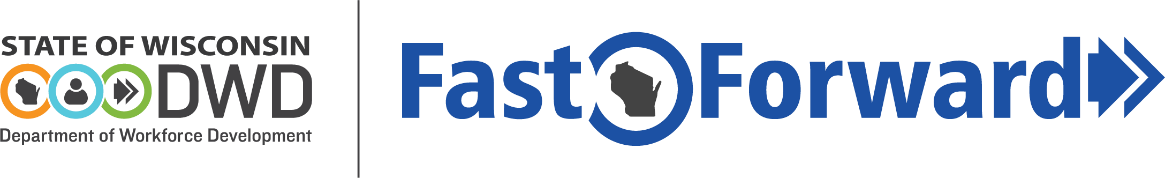 STATE OF WISCONSIN
DWD
Department of Workforce Development
Fast Forward